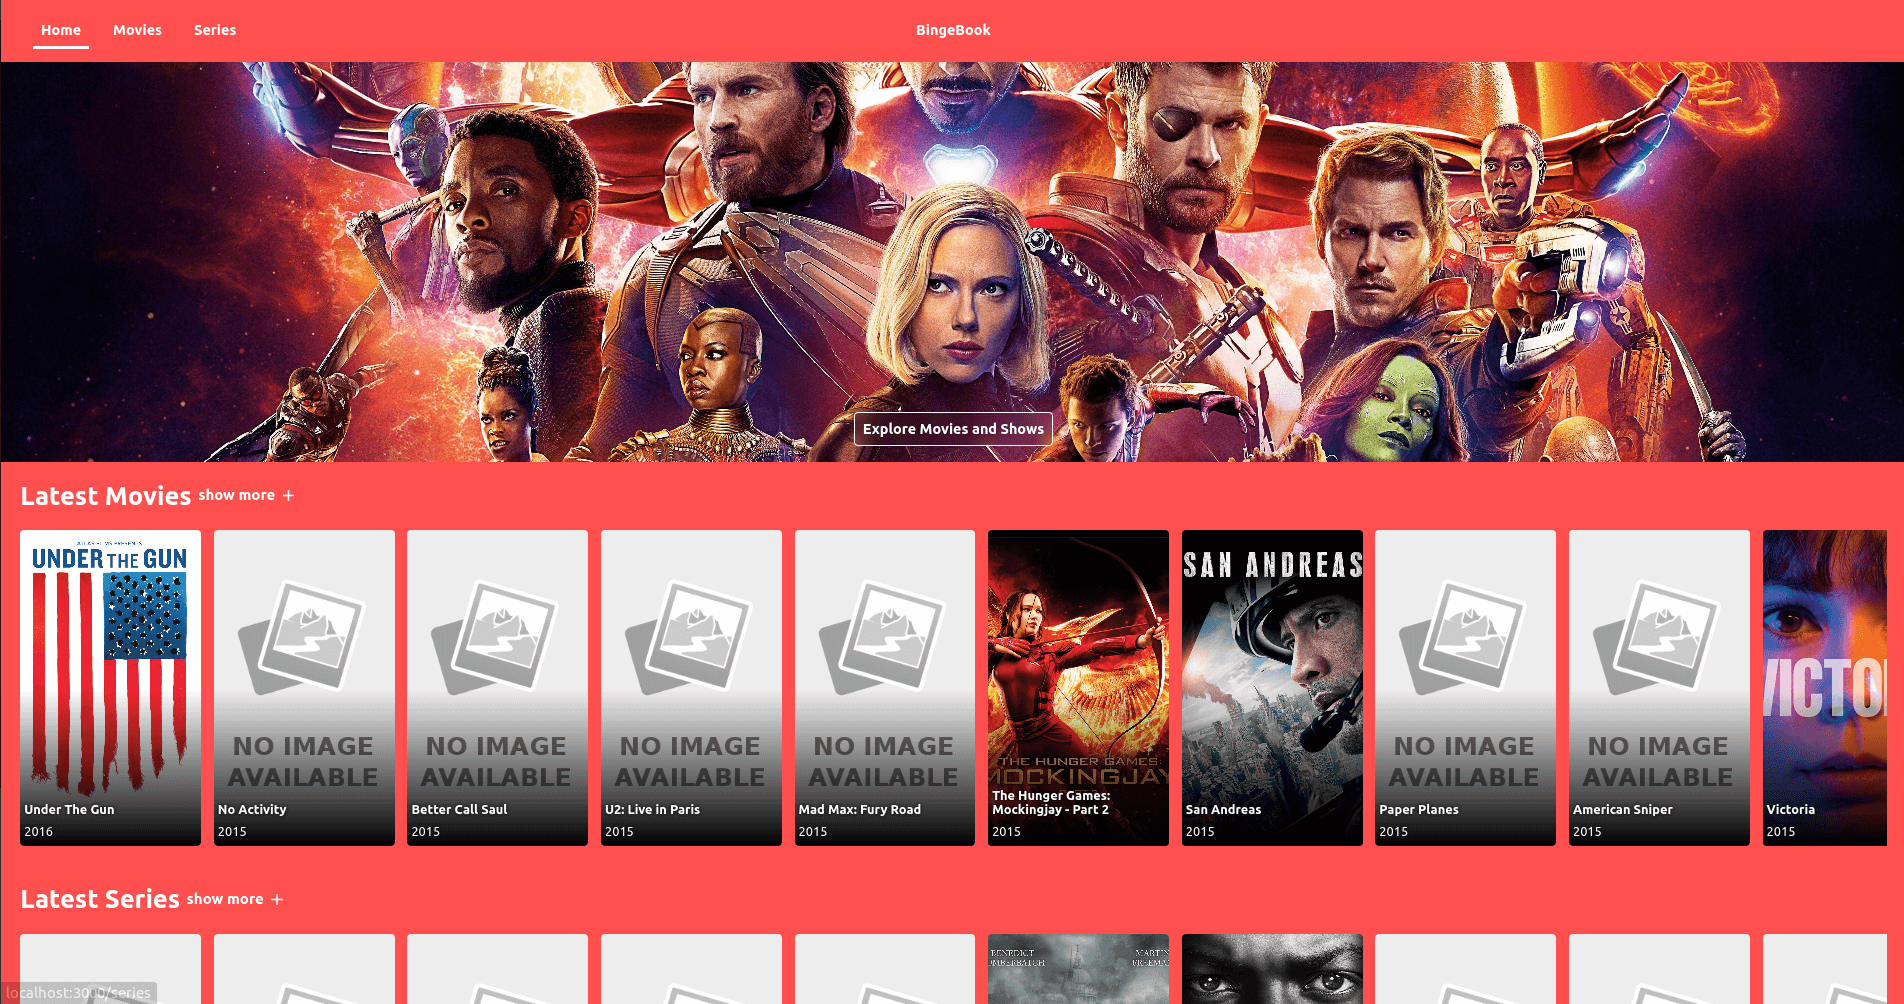 Home Movies Series BingeBook
Explore Movies and Shows
Latest Movies show more +
ATLAS FILMS PRESENTS
UNDER THE GUN
Under The Gun
2016
NO IMAGE
AVAILABLE
No Activity
2015
NO IMAGE
AVAILABLE
Better Call Saul
2015
NO IMAGE
AVAILABLE
U2: Live in Paris
2015
NO IMAGE
AVAILABLE
Mad Max: Fury Road
2015
THE HUNGER GAMES:
MOCKINGJAY
The Hunger Games:
Mockingjay - Part 2
2015
SAN ANDREAS
San Andreas
2015
NO IMAGE
AVAILABLE
Paper Planes
2015
NO IMAGE
AVAILABLE
American Sniper
2015
VICTO
Victoria
2015
Latest Series show more +
BENEDICT MARTIN
localhost:3000/series